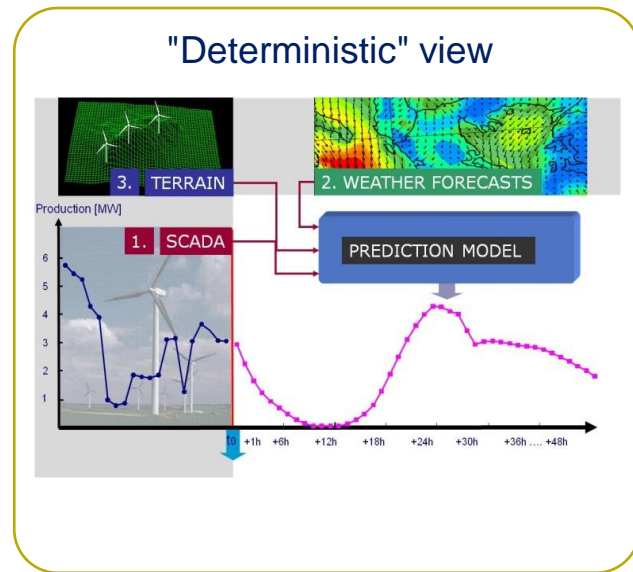 "Deterministic" view
3. TERRAIN
2. WEATHER FORECASTS
Production [MW]
1. SCADA
PREDICTION MODEL
6
5
4
3
2
1
t0 +1h +6h +12h +18h +24h +30h +36h .... +48h